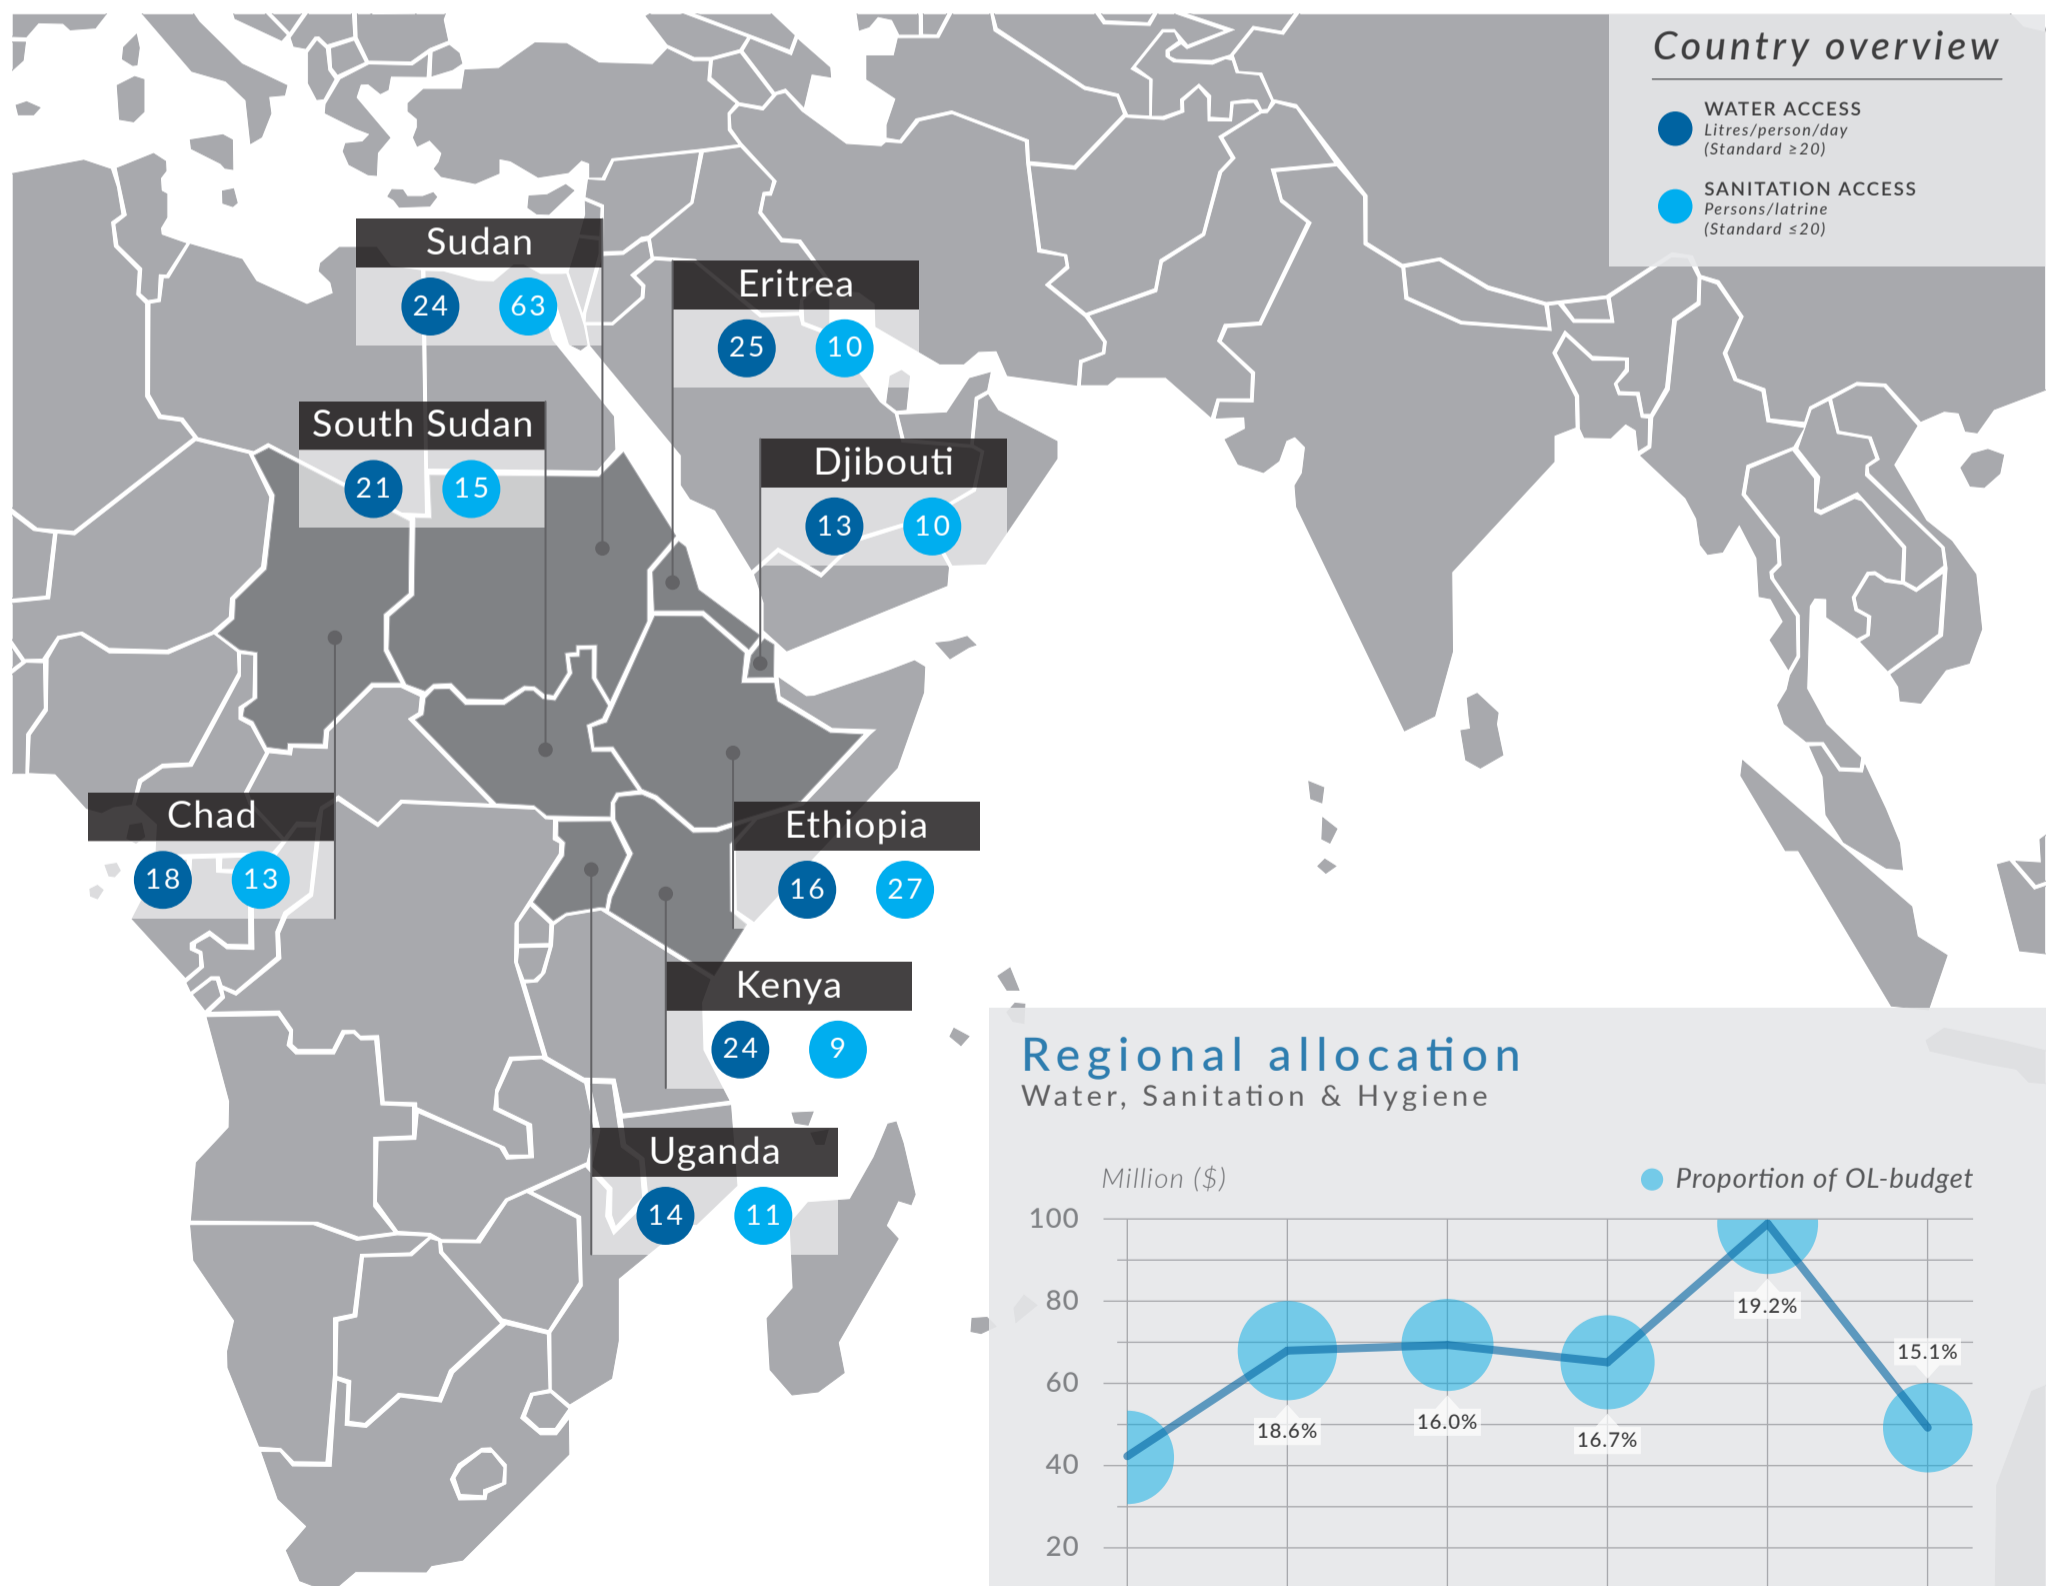 Country overview
WATER ACCESS
Litres/person/day
(Standard ≥20)
SANITATION ACCESS
Persons/latrine
(Standard ≤20)
Sudan
24 63
Eritrea
25 10
South Sudan
21 15
Djibouti
13 10
Chad
18 13
Ethiopia
16 27
Kenya
24 9
Uganda
14 11
Regional allocation
Water, Sanitation & Hygiene
Million ($)
Proportion of OL-budget
100
80
60
40
20
18.6%
16.0%
16.7%
19.2%
15.1%